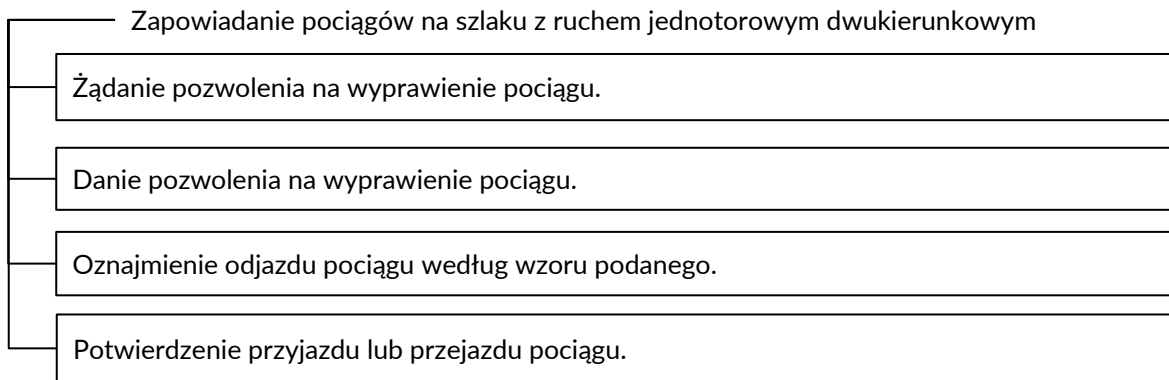 Zapowiadanie pociągów na szlaku z ruchem jednotorowym dwukierunkowym
Żądanie pozwolenia na wyprawienie pociągu.
Danie pozwolenia na wyprawienie pociągu.
Oznajmienie odjazdu pociągu według wzoru podanego.
Potwierdzenie przyjazdu lub przejazdu pociągu.